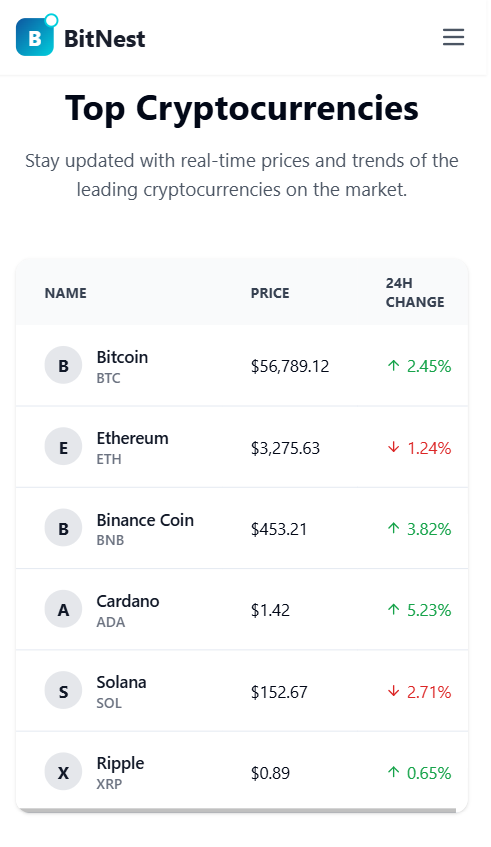 B BitNest
Top Cryptocurrencies
Stay updated with real-time prices and trends of the
leading cryptocurrencies on the market.
NAME PRICE 24H CHANGE
B Bitcoin BTC $56,789.12 ↑ 2.45%
E Ethereum ETH $3,275.63 ↓ 1.24%
B Binance Coin BNB $453.21 ↑ 3.82%
A Cardano ADA $1.42 ↑ 5.23%
S Solana SOL $152.67 ↓ 2.71%
X Ripple XRP $0.89 ↑ 0.65%